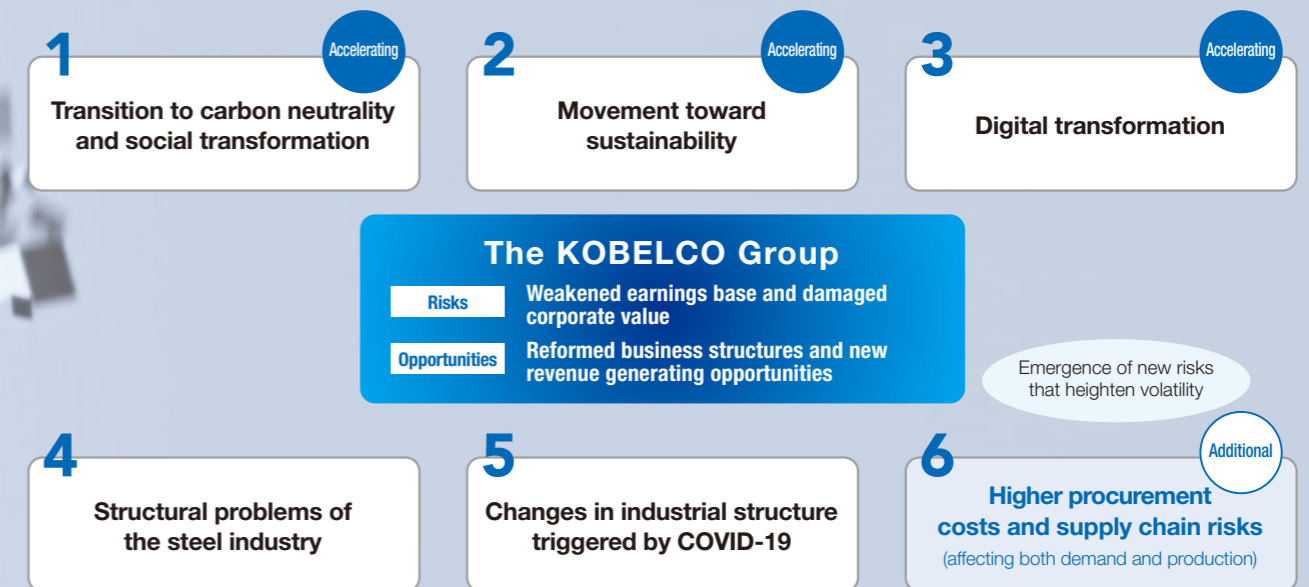 1
Accelerating
Transition to carbon neutrality
and social transformation
2
Accelerating
Movement toward
sustainability
3
Accelerating
Digital transformation
The KOBELCO Group
Risks
Weakened earnings base and damaged
corporate value
Opportunities
Reformed business structures and new
revenue generating opportunities
Emergence of new risks
that heighten volatility
4
Structural problems of
the steel industry
5
Changes in industrial structure
triggered by COVID-19
6
Additional
Higher procurement
costs and supply chain risks
(affecting both demand and production)